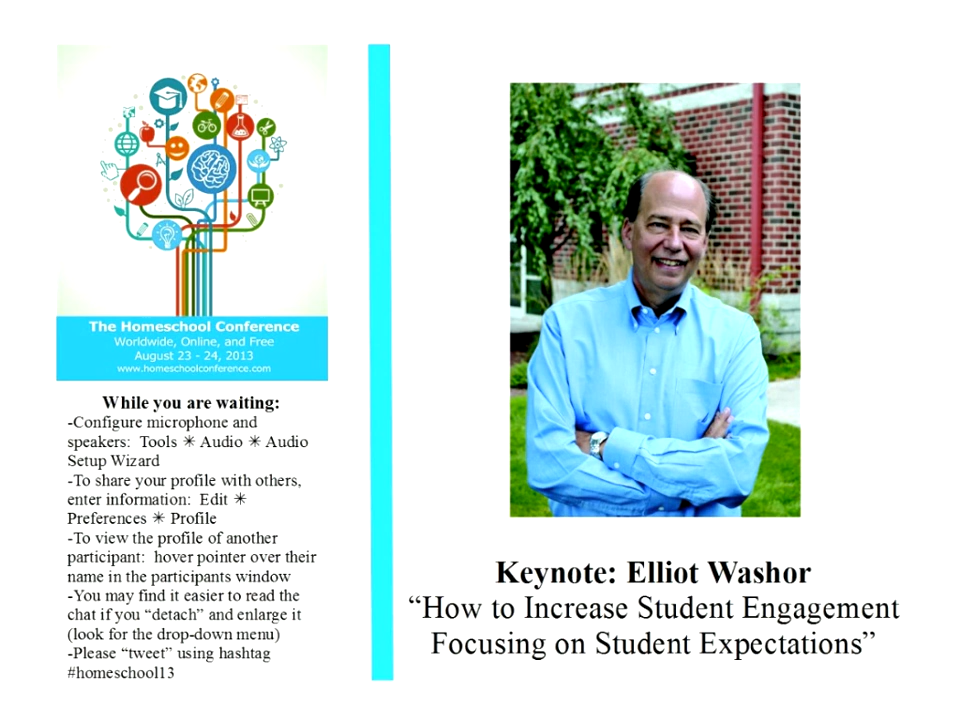 The Homeschool Conference
Worldwide, Online, and Free
August 23 - 24, 2013
www.homeschoolconference.com
While you are waiting:
-Configure microphone and
speakers:  Tools ✴ Audio ✴ Audio
Setup Wizard
-To share your profile with others,
enter information:  Edit ✴
Preferences ✴ Profile
-To view the profile of another
participant:  hover pointer over their
name in the participants window
-You may find it easier to read the
chat if you “detach” and enlarge it
(look for the drop-down menu)
-Please “tweet” using hashtag
#homeschool13
Keynote: Elliot Washor
“How to Increase Student Engagement
Focusing on Student Expectations”